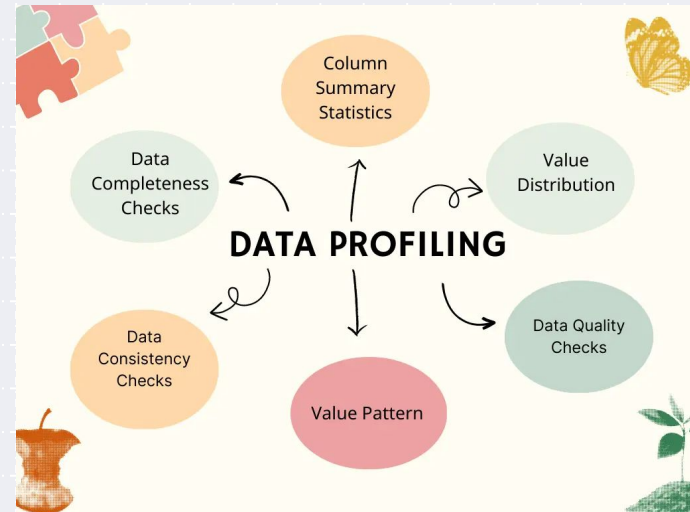 Column
Summary
Statistics
Data
Completeness
Checks
Value
Distribution
DATA PROFILING
Data
Consistency
Checks
Data Quality
Checks
Value Pattern